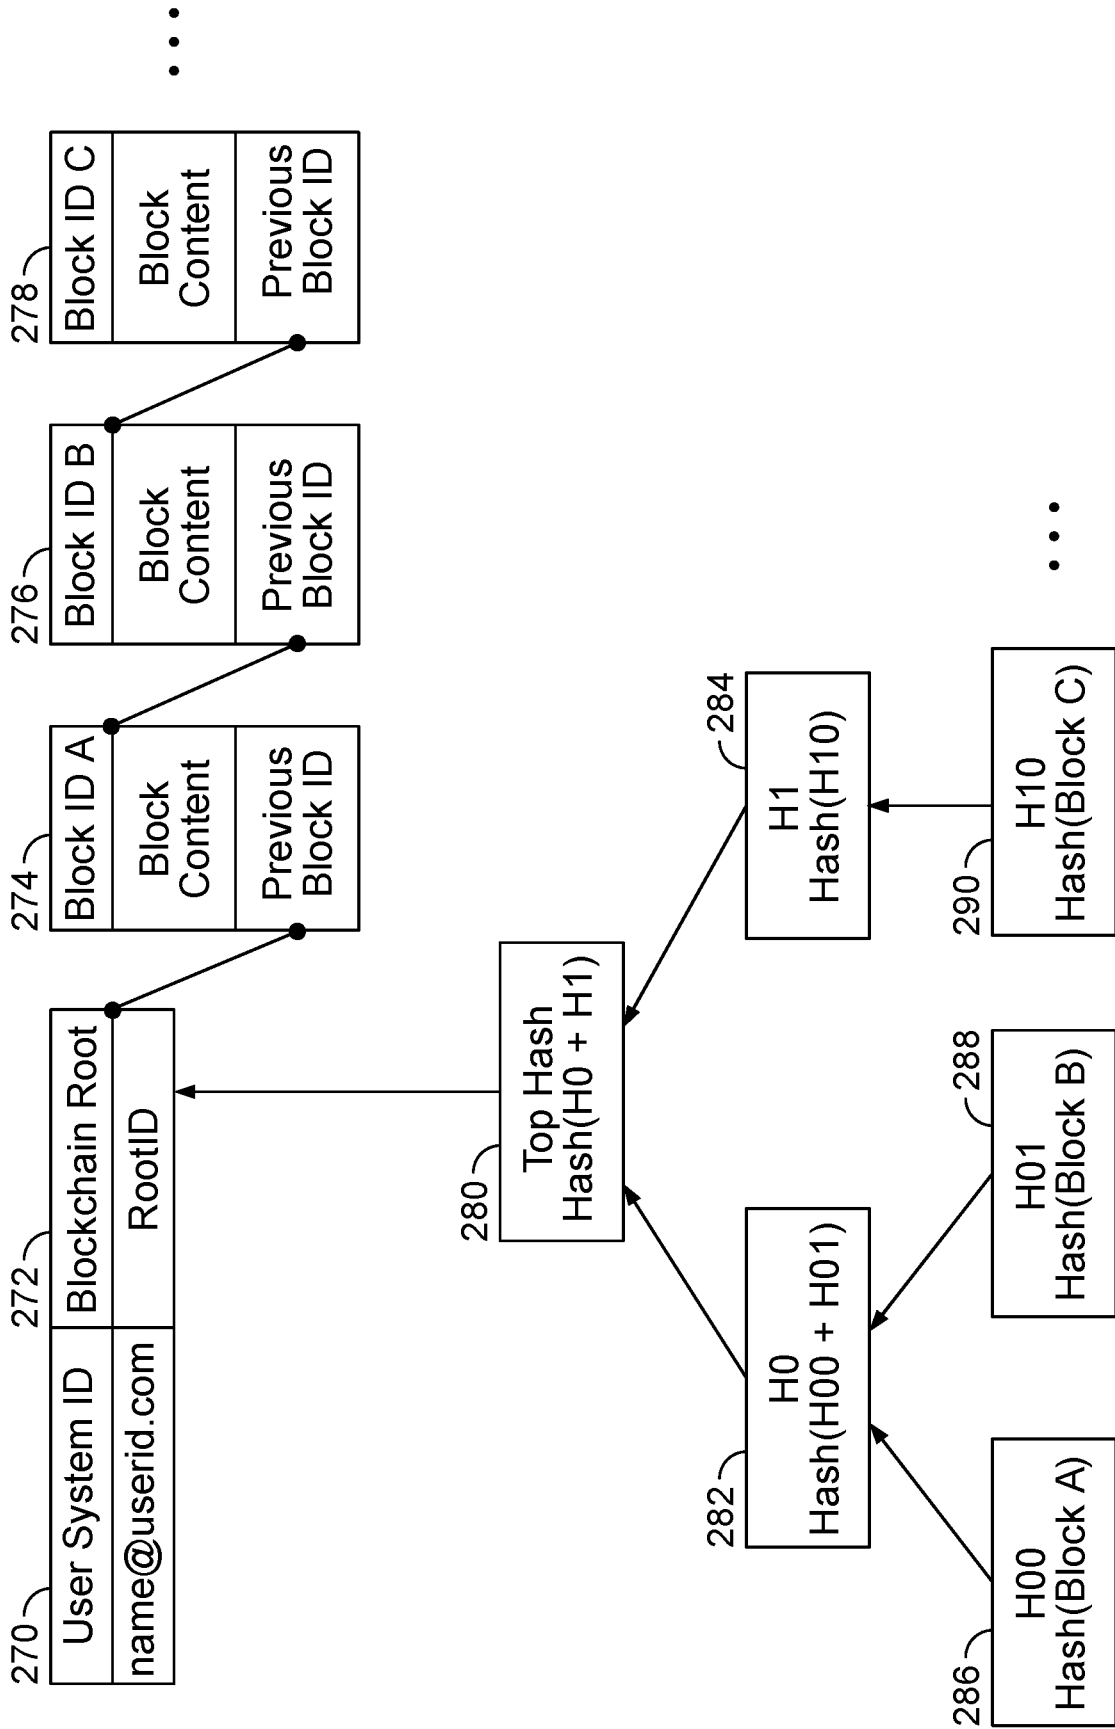 270
User System ID
name@userid.com
272
Blockchain Root
RootID
274
Block ID A
Block
Content
Previous
Block ID
276
Block ID B
Block
Content
Previous
Block ID
278
Block ID C
Block
Content
Previous
Block ID
280
Top Hash
Hash(H0 + H1)
282
H0
Hash(H00 + H01)
284
H1
Hash(H10)
286
H00
Hash(Block A)
288
H01
Hash(Block B)
290
H10
Hash(Block C)